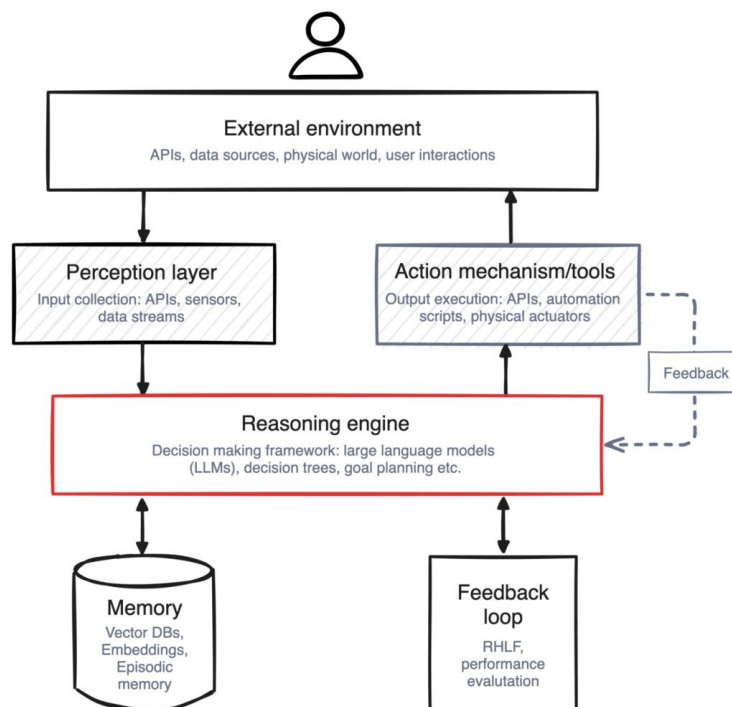 External environment
APIs, data sources, physical world, user interactions
Perception layer
Input collection: APIs, sensors,
data streams
Action mechanism/tools
Output execution: APIs, automation
scripts, physical actuators
Feedback
Reasoning engine
Decision making framework: large language models
(LLMs), decision trees, goal planning etc.
Memory
Vector DBs,
Embeddings,
Episodic
memory
Feedback
loop
RHLF,
performance
evalutation